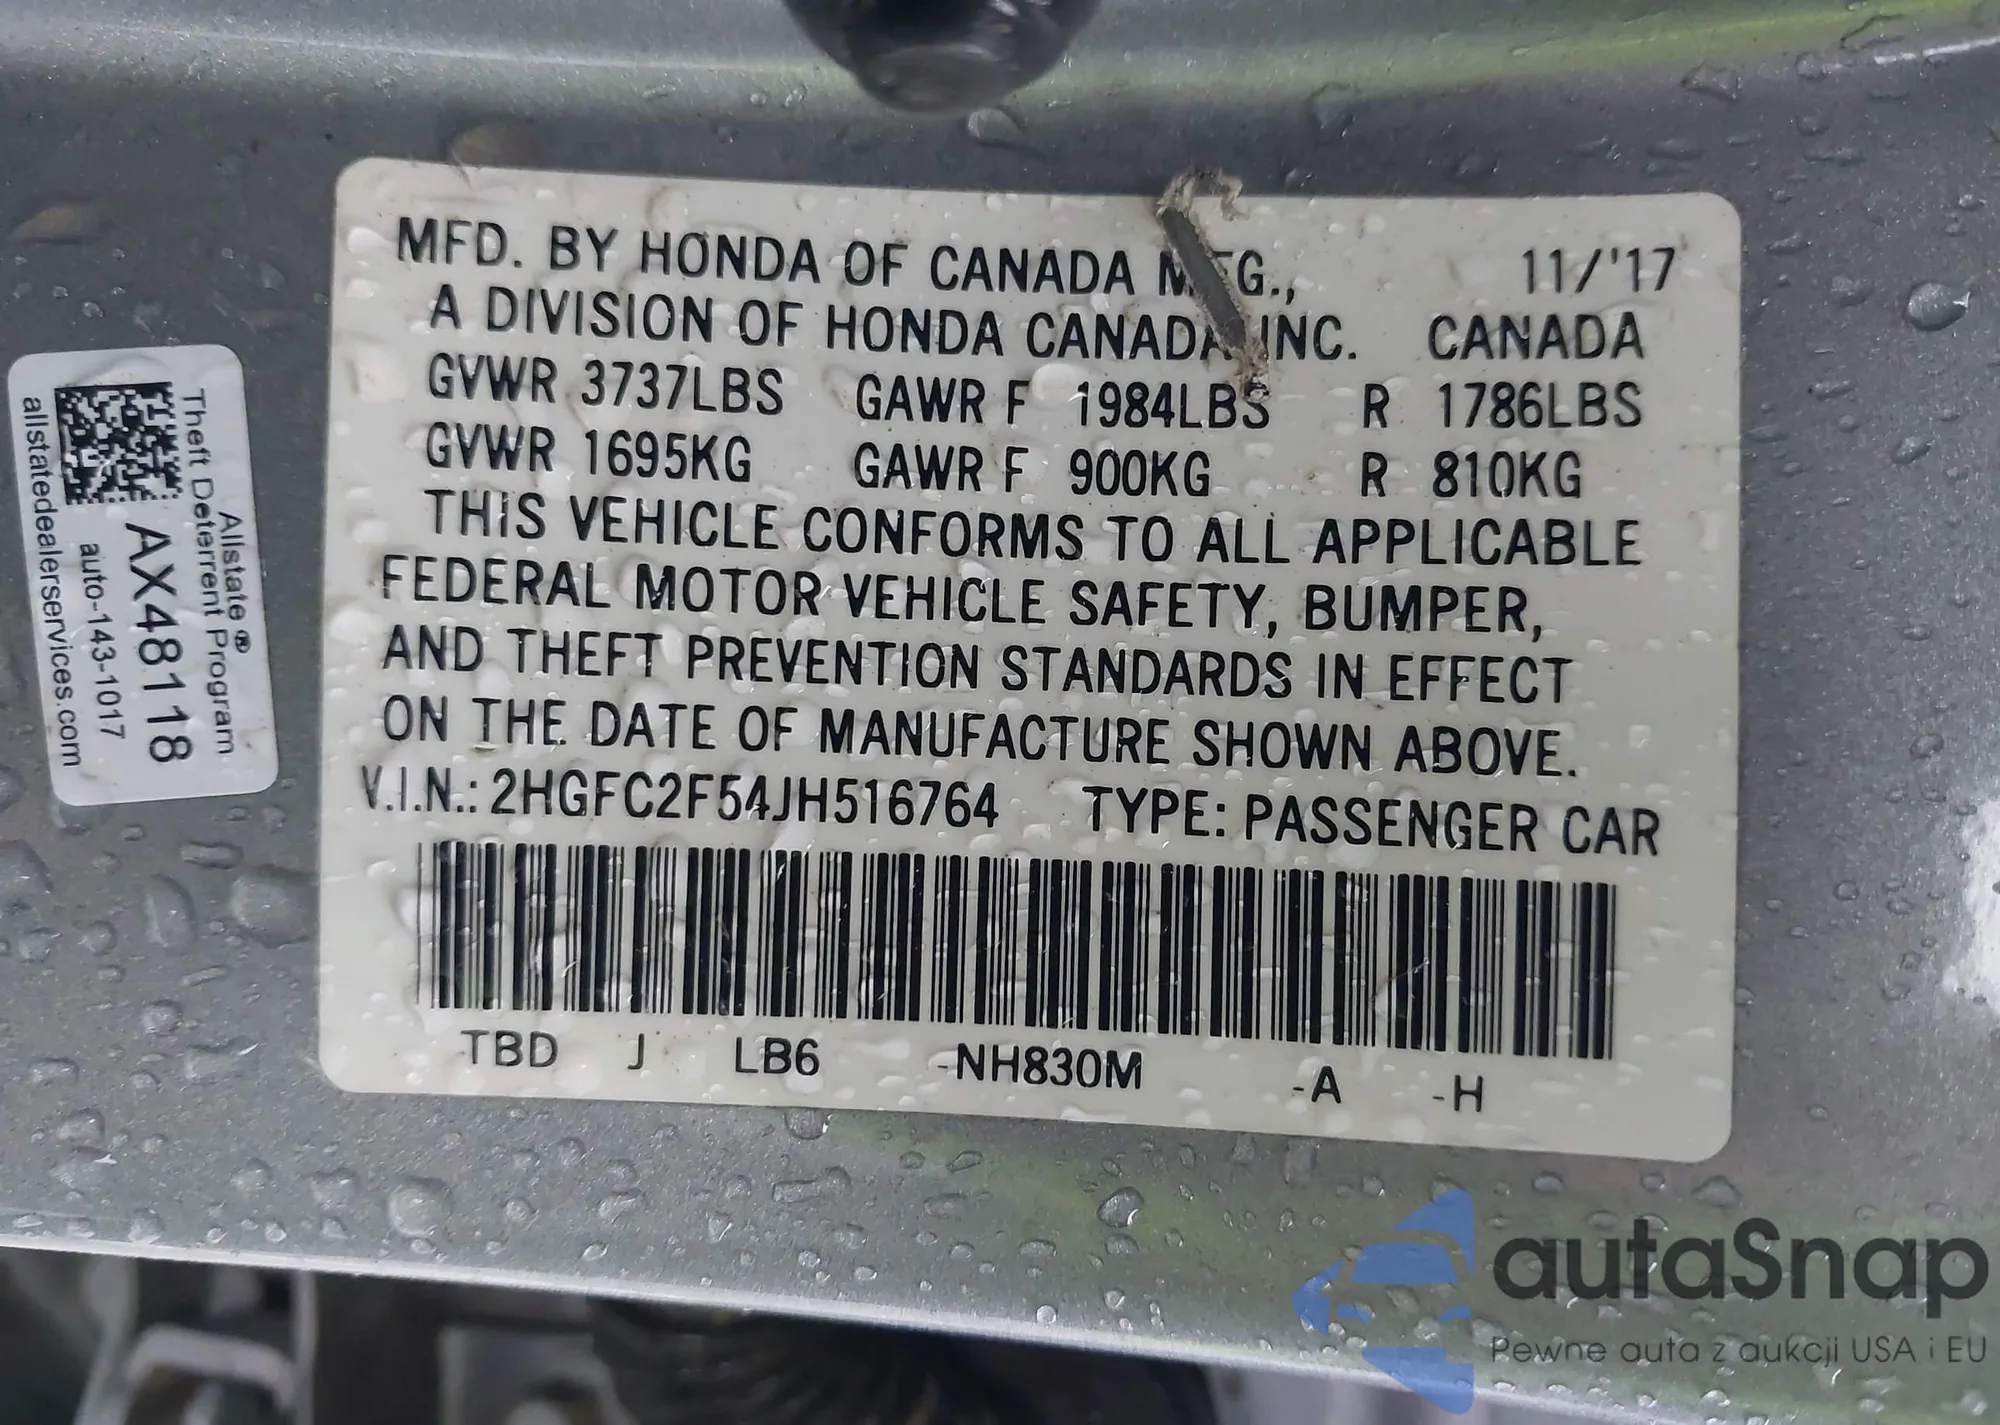 MFD. BY HONDA OF CANADA MFG., 11/'17
A DIVISION OF HONDA CANADA INC. CANADA
GVWR 3737LBS GAWR F 1984LBS R 1786LBS
GVWR 1695KG GAWR F 900KG R 810KG
THIS VEHICLE CONFORMS TO ALL APPLICABLE
FEDERAL MOTOR VEHICLE SAFETY, BUMPER,
AND THEFT PREVENTION STANDARDS IN EFFECT
ON THE DATE OF MANUFACTURE SHOWN ABOVE.
V.I.N.: 2HGFC2F54JH516764 TYPE: PASSENGER CAR
TBD J LB6 -NH830M -A -H
Allstate®
Theft Deterrent Program
AX48118
auto-143-1017
allstatedealerservices.com
autaSnap
Pewne auta z aukcji USA i EU